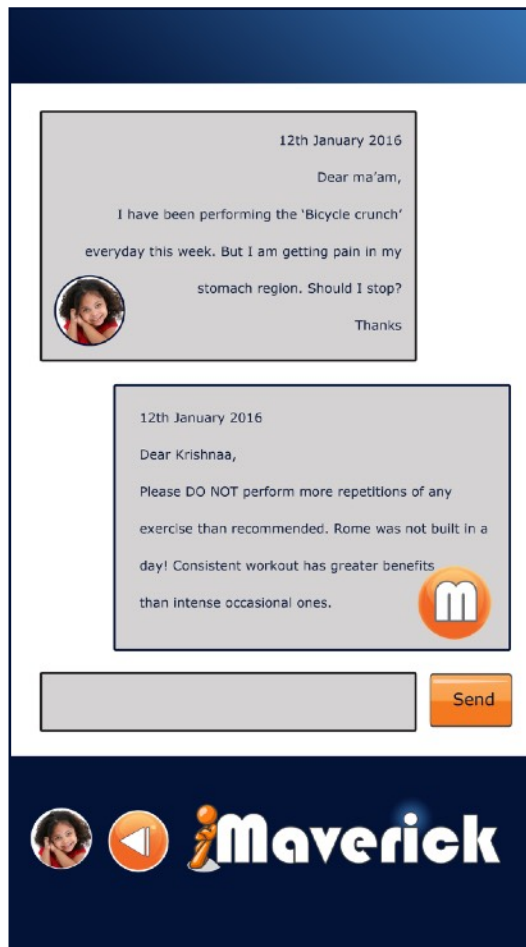 12th January 2016
Dear ma'am,
I have been performing the ‘Bicycle crunch’
everyday this week. But I am getting pain in my
stomach region. Should I stop?
Thanks
12th January 2016
Dear Krishnaa,
Please DO NOT perform more repetitions of any
exercise than recommended. Rome was not built in a
day! Consistent workout has greater benefits
than intense occasional ones.
m
Send
iMaverick